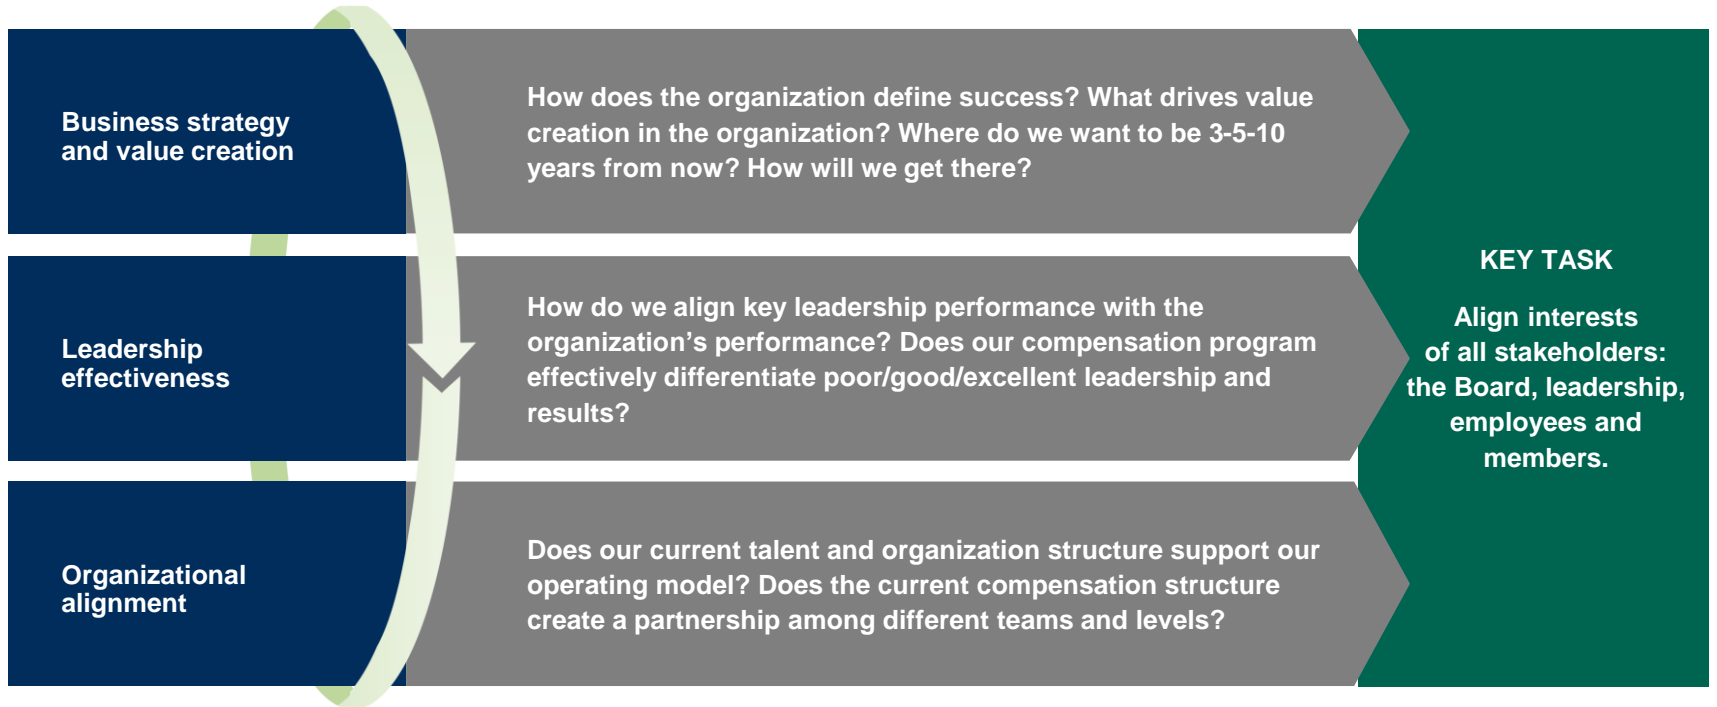 Business strategy
and value creation
How does the organization define success? What drives value
creation in the organization? Where do we want to be 3-5-10
years from now? How will we get there?
Leadership
effectiveness
How do we align key leadership performance with the
organization’s performance? Does our compensation program
effectively differentiate poor/good/excellent leadership and
results?
Organizational
alignment
Does our current talent and organization structure support our
operating model? Does the current compensation structure
create a partnership among different teams and levels?
KEY TASK
Align interests
of all stakeholders:
the Board, leadership,
employees and
members.